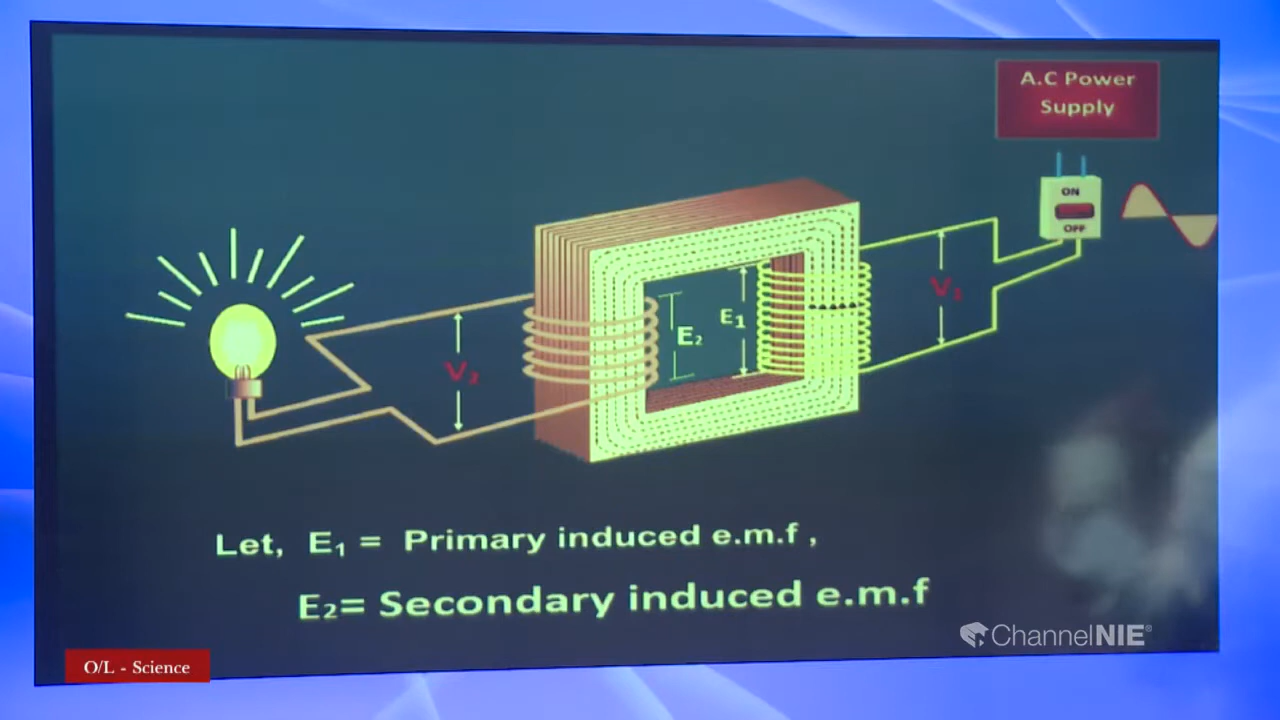 A.C Power
Supply
ON
OFF
V₁
E₁
E₂
V₂
Let, E₁ = Primary induced e.m.f ,
E₂= Secondary induced e.m.f
ChannelNIE®
O/L - Science